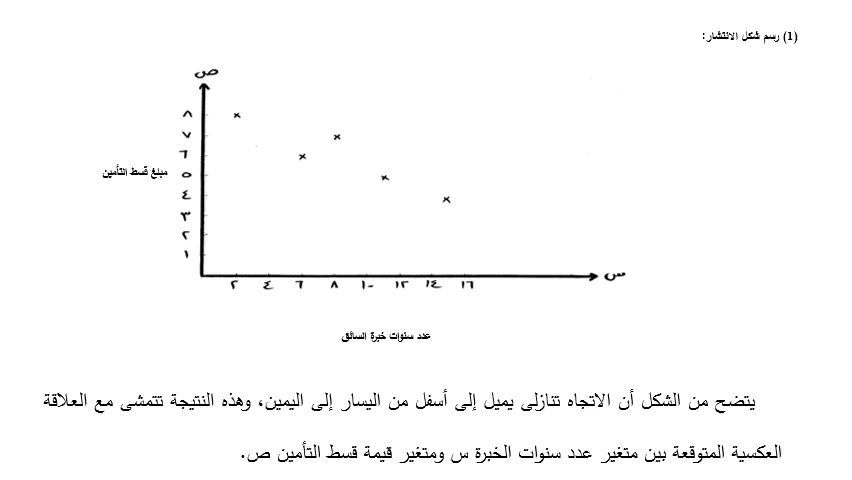 (1) رسم شكل الانتشار:
ص
٨
٧
٦
٥
مبلغ قسط التأمين
٤
٣
٢
١
س
٢ ٤ ٦ ٨ ١٠ ١٢ ١٤ ١٦
عدد سنوات خبرة السائق
يتضح من الشكل أن الاتجاه تنازلى يميل إلى أسفل من اليسار إلى اليمين، وهذه النتيجة تتمشى مع العلاقة
العكسية المتوقعة بين متغير عدد سنوات الخبرة س ومتغير قيمة قسط التأمين ص.